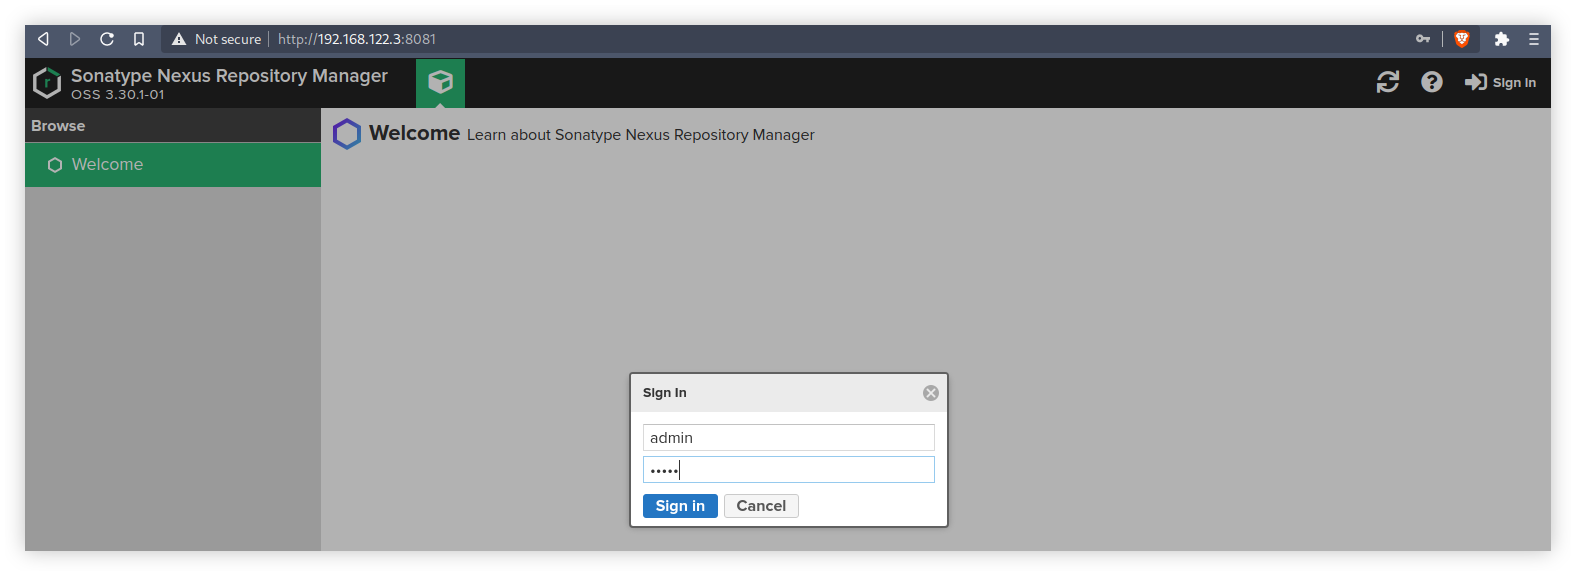 Not secure http://192.168.122.3:8081
Sonatype Nexus Repository Manager
OSS 3.30.1-01
Sign In
Browse
Welcome Learn about Sonatype Nexus Repository Manager
Welcome
Sign In
admin
•••••
Sign in Cancel